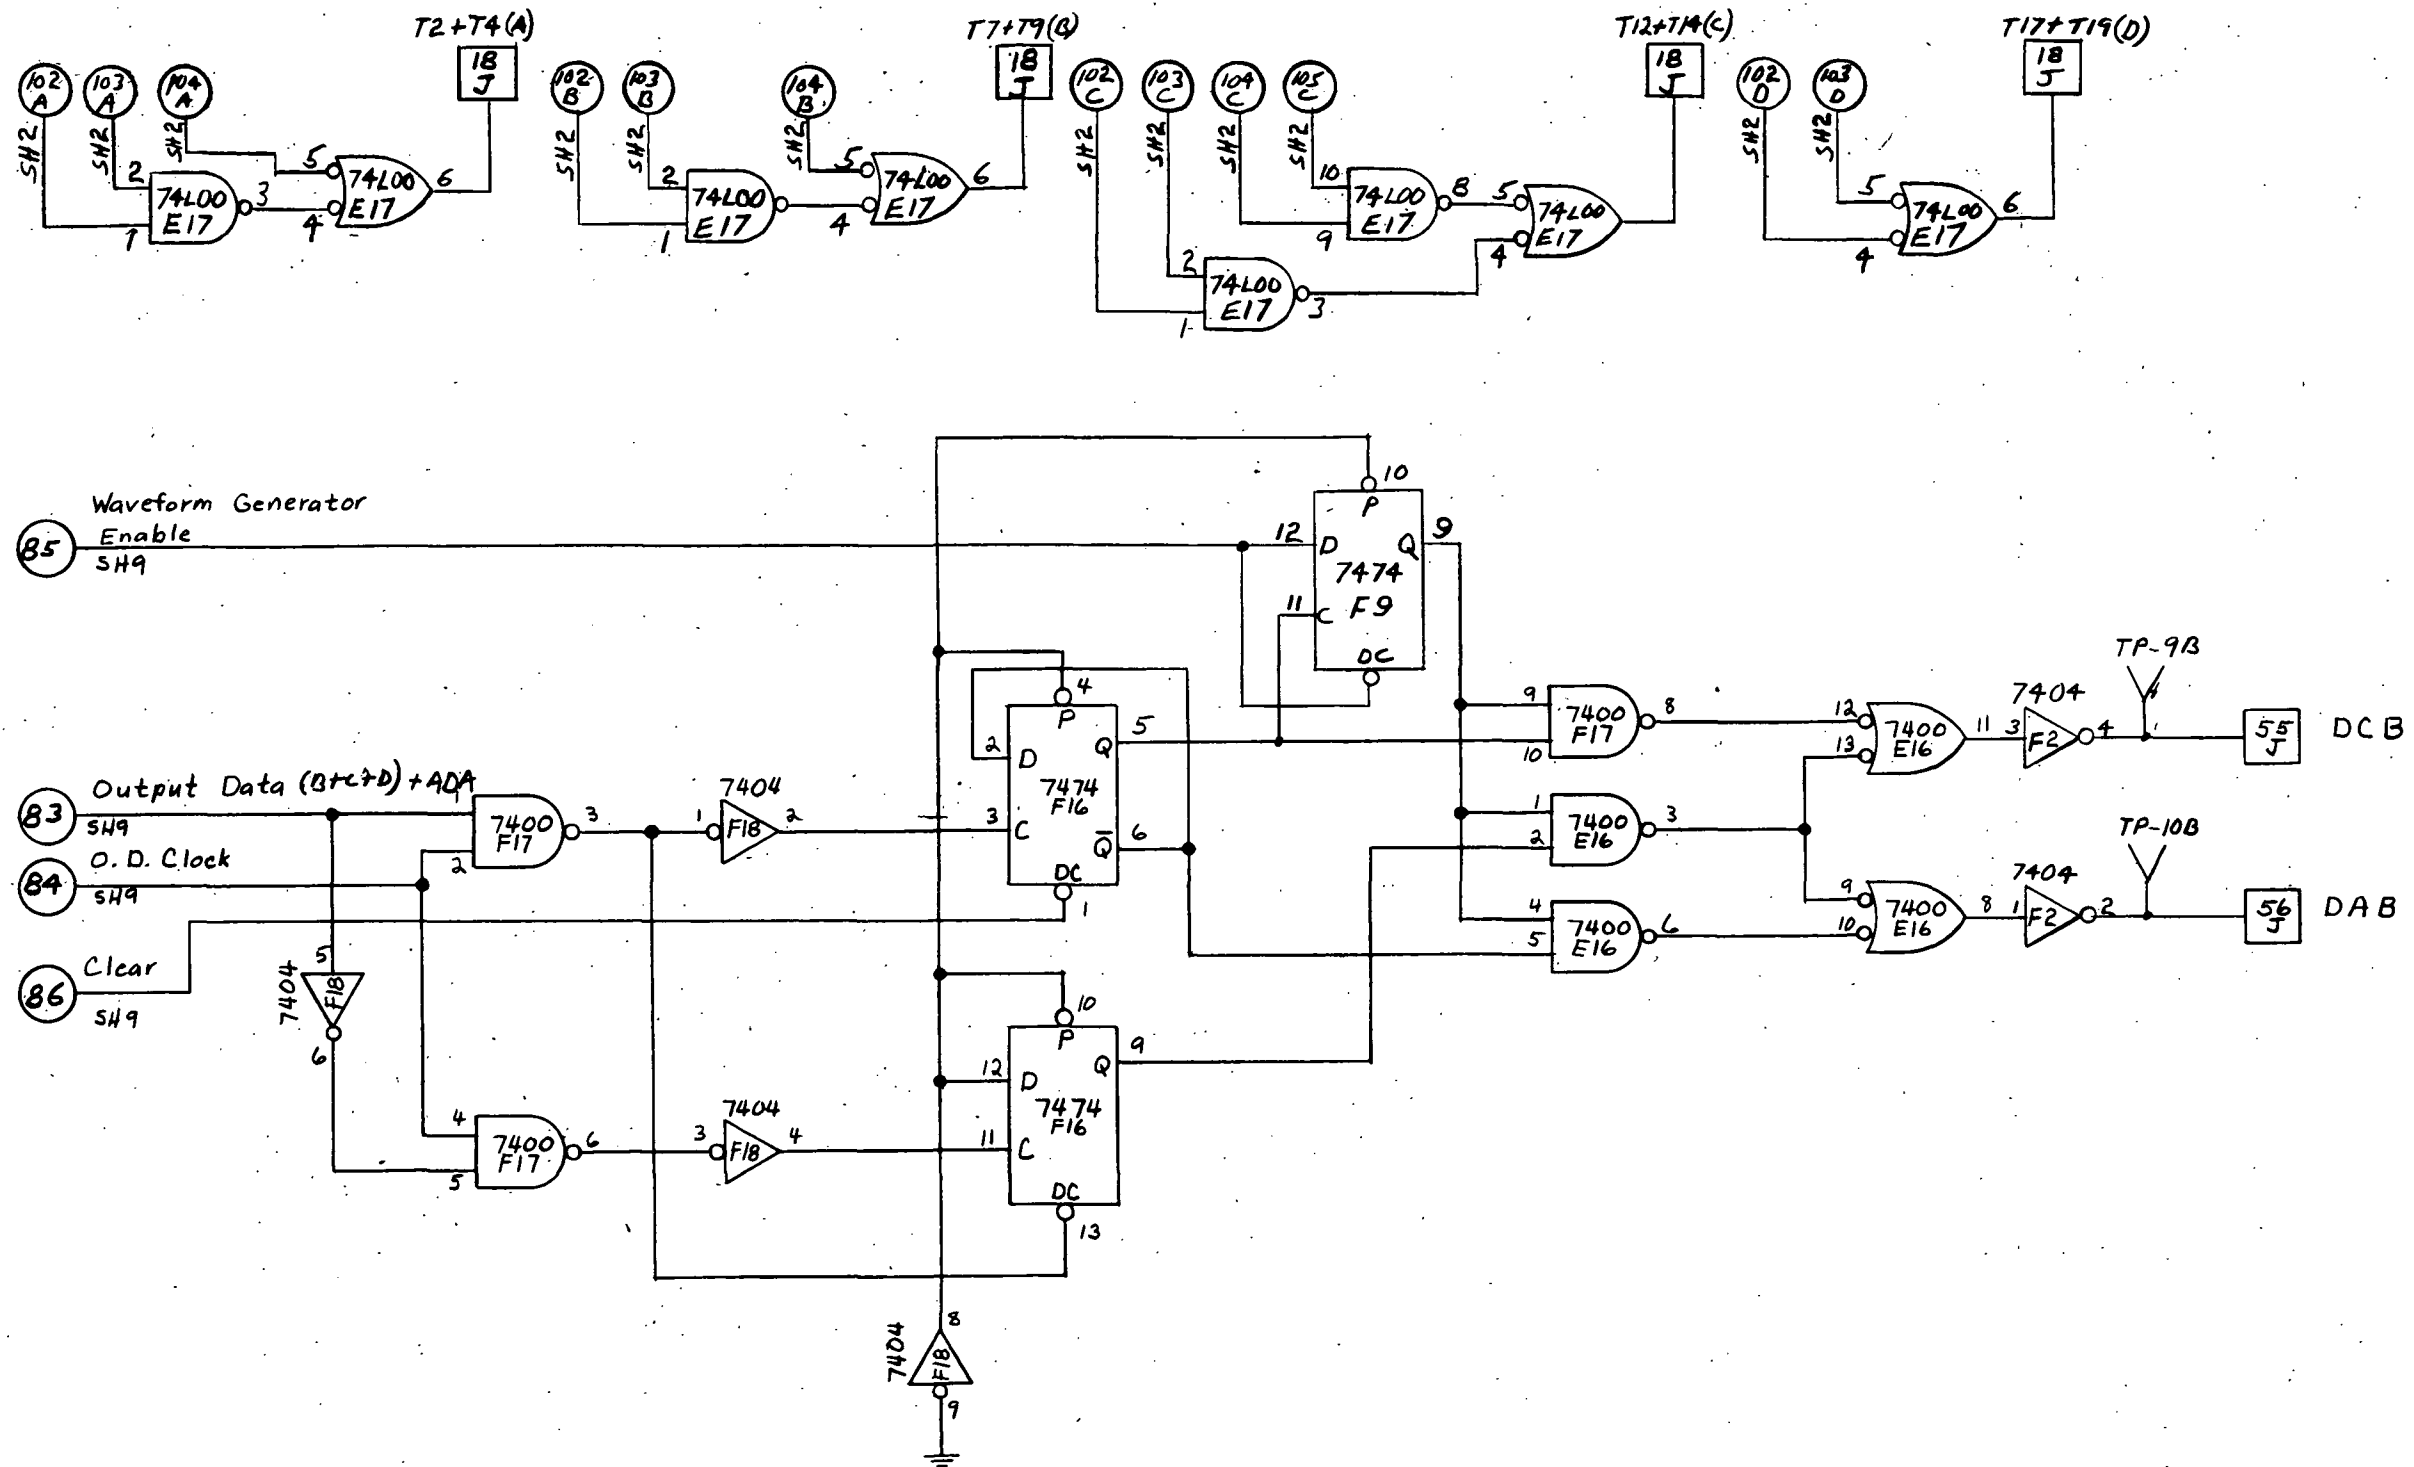 T2+T4(A)
T7+T9(B)
T12+T14(C)
T17+T19(D)
102 A
103 A
104 A
18 J
102 B
103 B
104 B
18 J
102 C
103 C
104 C
105 C
18 J
102 D
103 D
18 J
SH2
SH2
SH2
SH2
SH2
SH2
SH2
SH2
SH2
SH2
SH2
SH2
2
1
74L00
E17
3
5
4
74L00
E17
6
2
1
74L00
E17
5
4
74L00
E17
6
10
9
74L00
E17
8
5
4
74L00
E17
2
1
74L00
E17
3
5
4
74L00
E17
6
85
Waveform Generator
Enable
SH9
10
P
12
D
Q
9
7474
F9
11
C
DC
83
Output Data (B+C+D)+ADA
SH9
84
O.D. Clock
SH9
86
Clear
SH9
1
2
7400
F17
3
7404
1
F18
2
4
P
2
D
Q
5
7474
F16
3
C
Q̅
6
DC
1
5
7404
F18
6
4
5
7400
F17
6
7404
3
F18
4
10
P
12
D
Q
9
7474
F16
11
C
DC
13
8
7404
F18
9
9
10
7400
F17
8
1
2
7400
E16
3
4
5
7400
E16
6
12
13
7400
E16
11
7404
3
F2
4
TP-9B
55 J
DCB
9
10
7400
E16
8
7404
1
F2
2
TP-10B
56 J
DAB